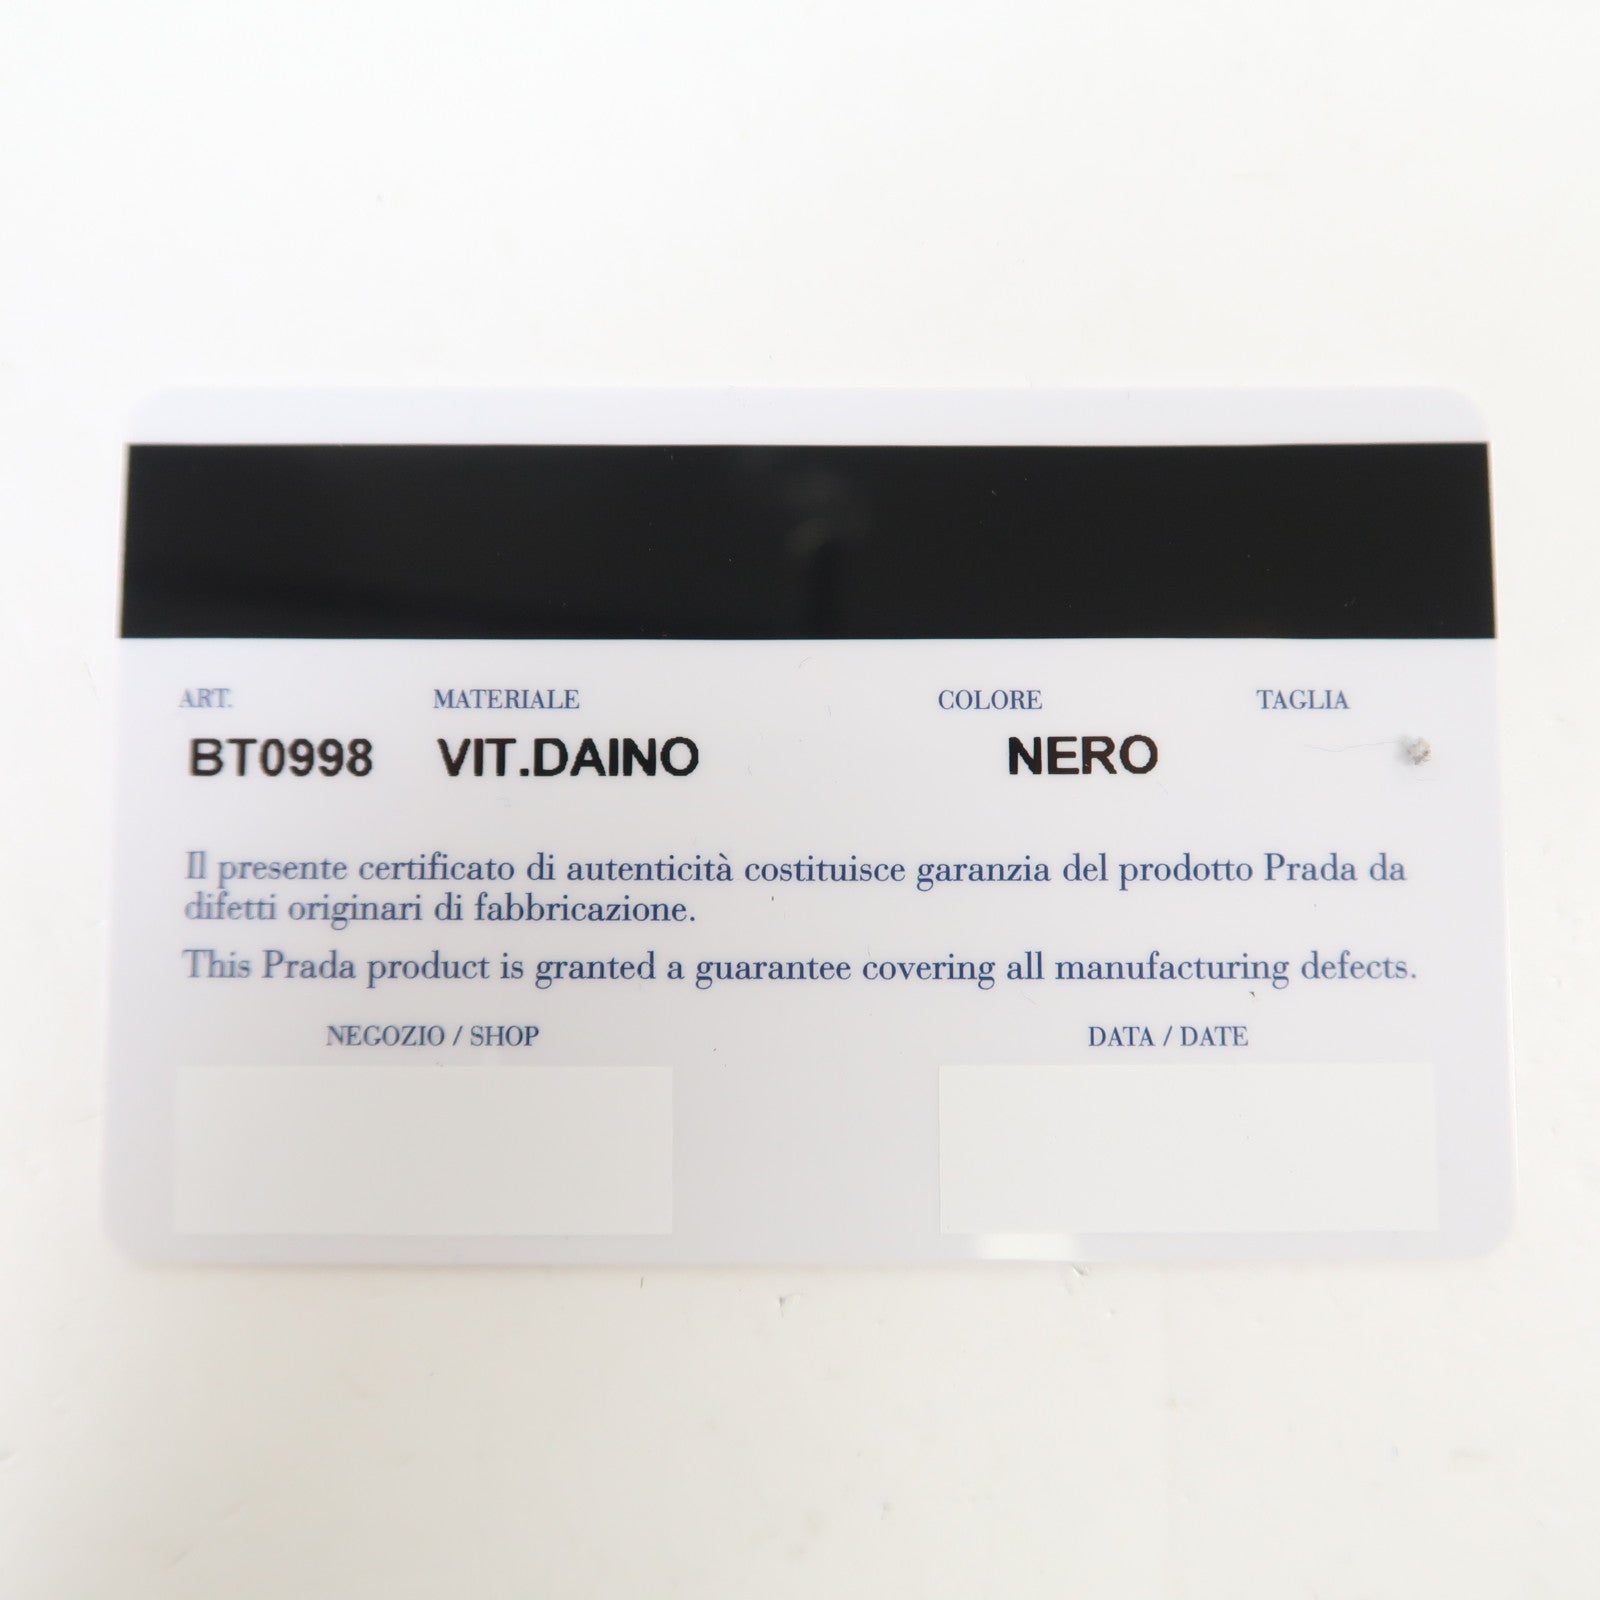 ART. MATERIALE COLORE TAGLIA
BT0998 VIT.DAINO NERO
Il presente certificato di autenticità costituisce garanzia del prodotto Prada da
difetti originari di fabbricazione.
This Prada product is granted a guarantee covering all manufacturing defects.
NEGOZIO / SHOP DATA / DATE